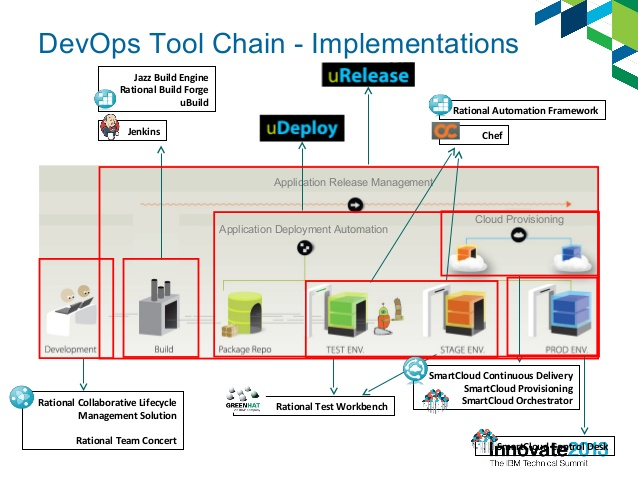 DevOps Tool Chain - Implementations
Jazz Build Engine
Rational Build Forge
uBuild
Jenkins
uRelease
uDeploy
Rational Automation Framework
Chef
Application Release Management
Cloud Provisioning
Application Deployment Automation
Development
Build
Package Repo
TEST ENV.
STAGE ENV.
PROD ENV.
Rational Collaborative Lifecycle
Management Solution
Rational Team Concert
GREENHAT
Rational Test Workbench
SmartCloud Continuous Delivery
SmartCloud Provisioning
SmartCloud Orchestrator
SmartCloud Control Desk
Innovate2013
The IBM Technical Summit